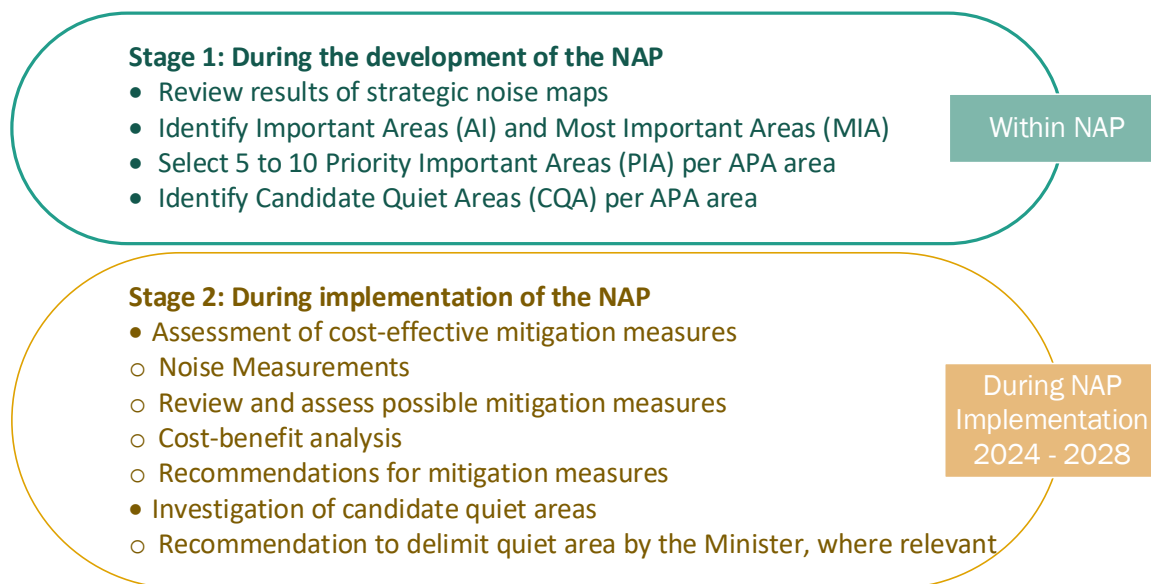 Stage 1: During the development of the NAP
• Review results of strategic noise maps
• Identify Important Areas (AI) and Most Important Areas (MIA)
• Select 5 to 10 Priority Important Areas (PIA) per APA area
• Identify Candidate Quiet Areas (CQA) per APA area
Within NAP
Stage 2: During implementation of the NAP
• Assessment of cost-effective mitigation measures
o Noise Measurements
o Review and assess possible mitigation measures
o Cost-benefit analysis
o Recommendations for mitigation measures
• Investigation of candidate quiet areas
o Recommendation to delimit quiet area by the Minister, where relevant
During NAP
Implementation
2024 - 2028